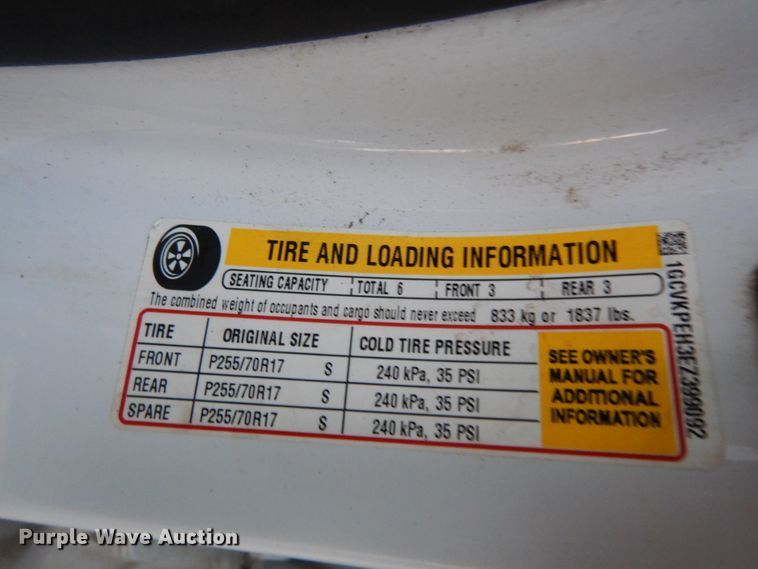 TIRE AND LOADING INFORMATION
SEATING CAPACITY TOTAL 6 FRONT 3 REAR 3
The combined weight of occupants and cargo should never exceed 833 kg or 1837 lbs.
TIRE ORIGINAL SIZE COLD TIRE PRESSURE
FRONT P255/70R17 S 240 kPa, 35 PSI
REAR P255/70R17 S 240 kPa, 35 PSI
SPARE P255/70R17 S 240 kPa, 35 PSI
SEE OWNER'S
MANUAL FOR
ADDITIONAL
INFORMATION
1GCVKPEH3EZ399092
Purple Wave Auction